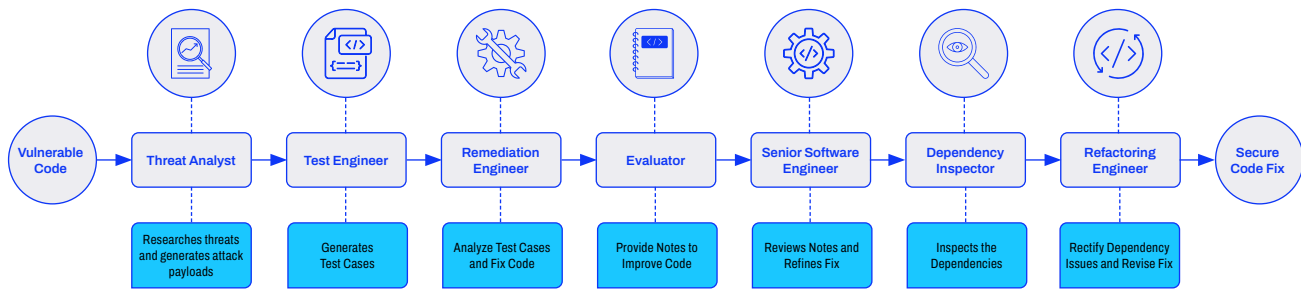 </>
{==}
</>
</>
</>
Vulnerable
Code
Threat Analyst
Test Engineer
Remediation
Engineer
Evaluator
Senior Software
Engineer
Dependency
Inspector
Refactoring
Engineer
Secure
Code Fix
Researches threats
and generates attack
payloads
Generates
Test Cases
Analyze Test Cases
and Fix Code
Provide Notes to
Improve Code
Reviews Notes and
Refines Fix
Inspects the
Dependencies
Rectify Dependency
Issues and Revise Fix